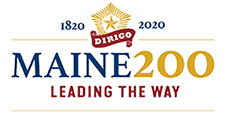 1820 2020
DIRIGO
MAINE200
LEADING THE WAY